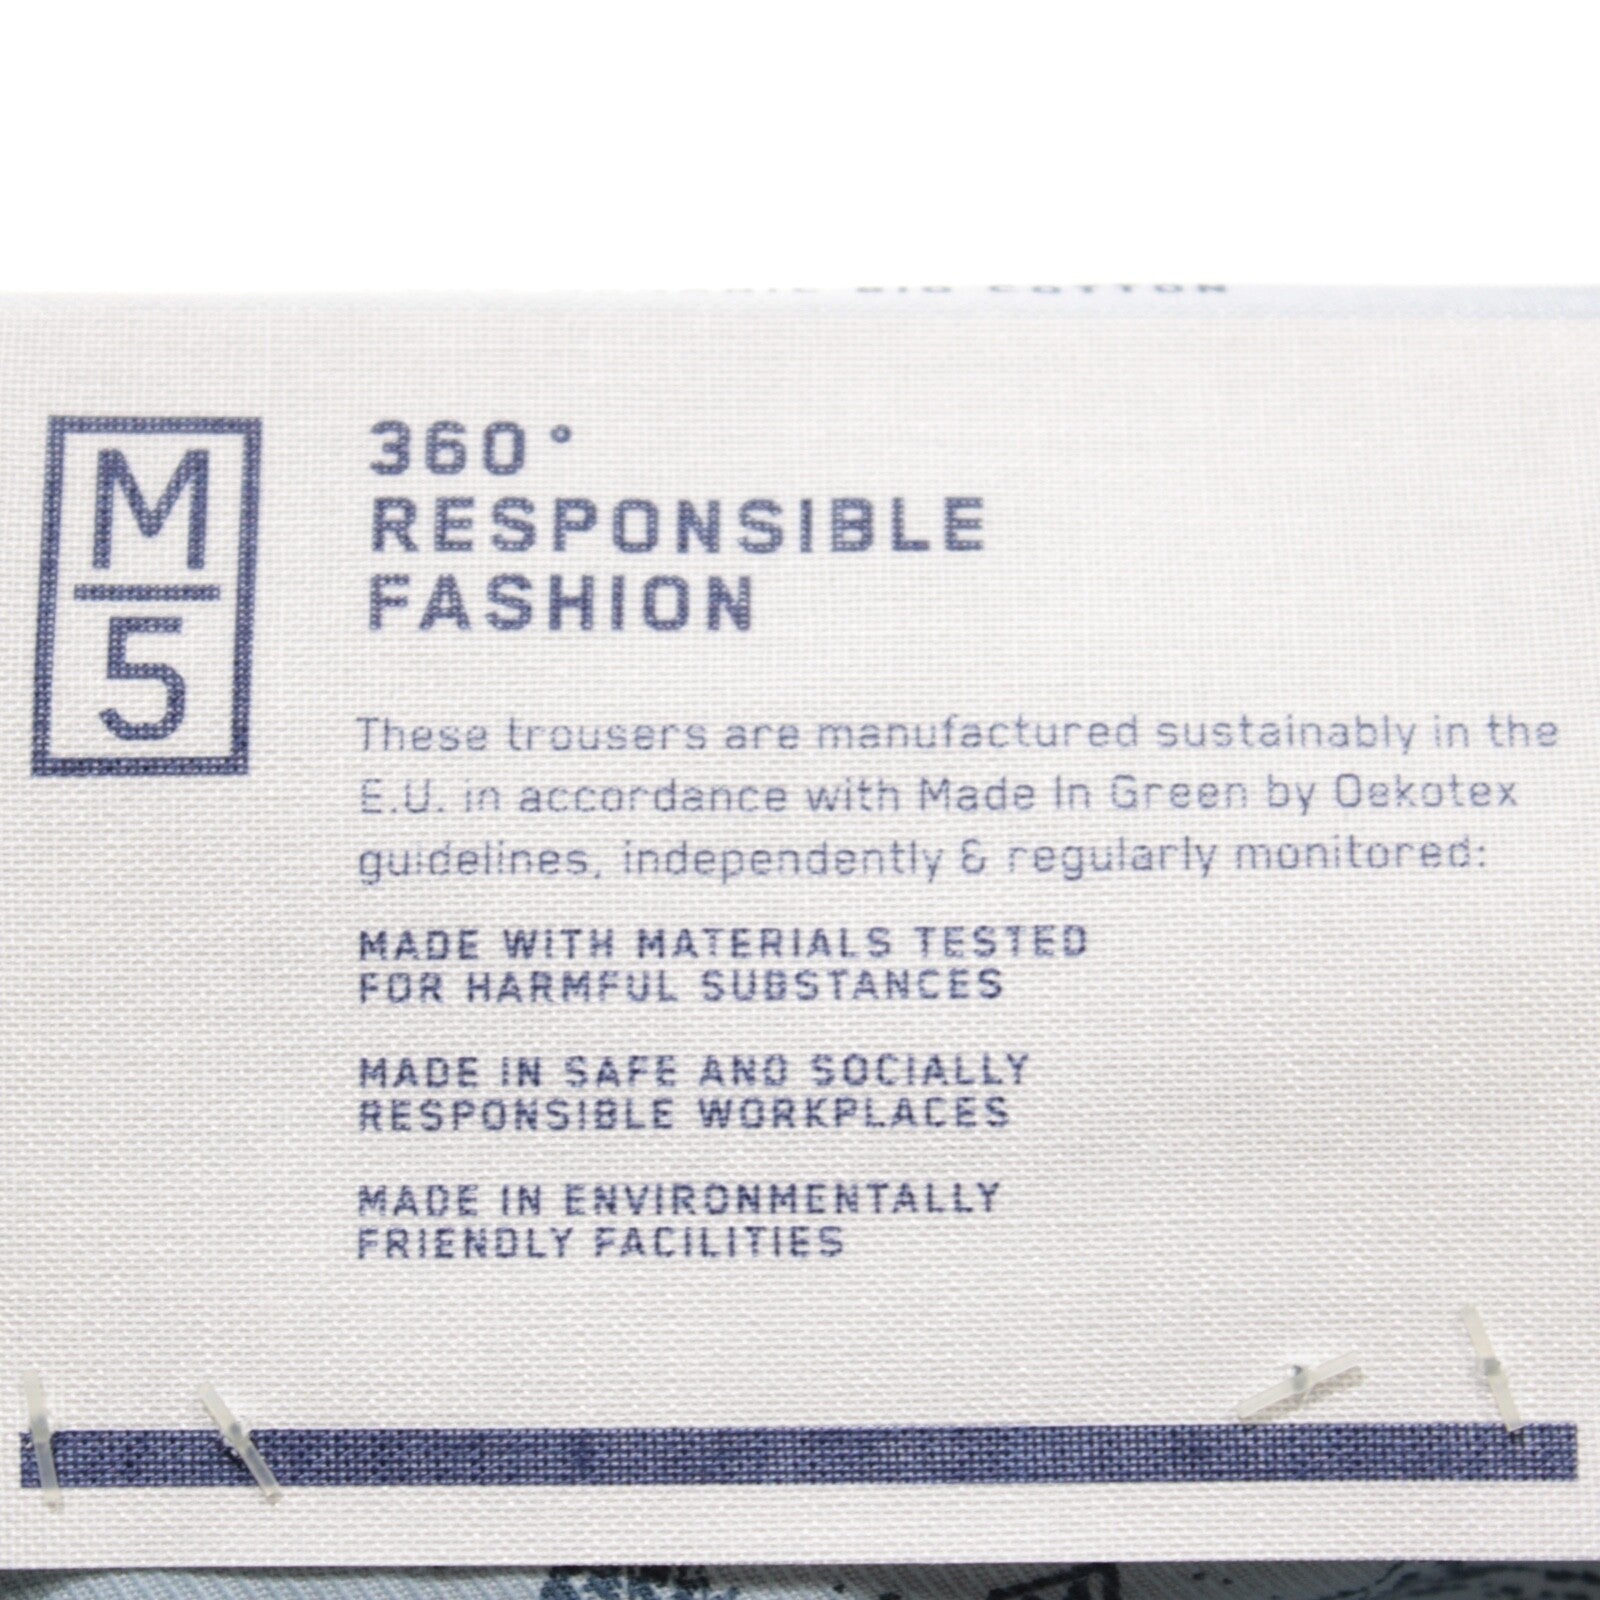 BIO COTTON
M
5
360°
RESPONSIBLE
FASHION
These trousers are manufactured sustainably in the
E.U. in accordance with Made In Green by Oekotex
guidelines, independently & regularly monitored:
MADE WITH MATERIALS TESTED
FOR HARMFUL SUBSTANCES
MADE IN SAFE AND SOCIALLY
RESPONSIBLE WORKPLACES
MADE IN ENVIRONMENTALLY
FRIENDLY FACILITIES